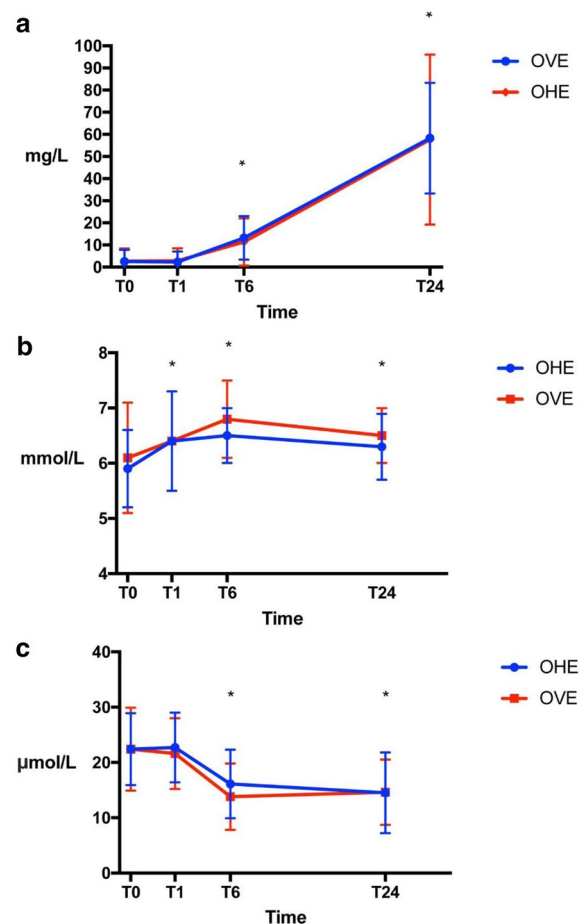 a
*
*
100
90
80
70
60
50
40
30
20
10
0
mg/L
T0 T1 T6 T24
Time
OVE
OHE
b
*
*
*
8
7
6
5
4
mmol/L
T0 T1 T6 T24
Time
OHE
OVE
c
*
*
40
30
20
10
0
µmol/L
T0 T1 T6 T24
Time
OHE
OVE